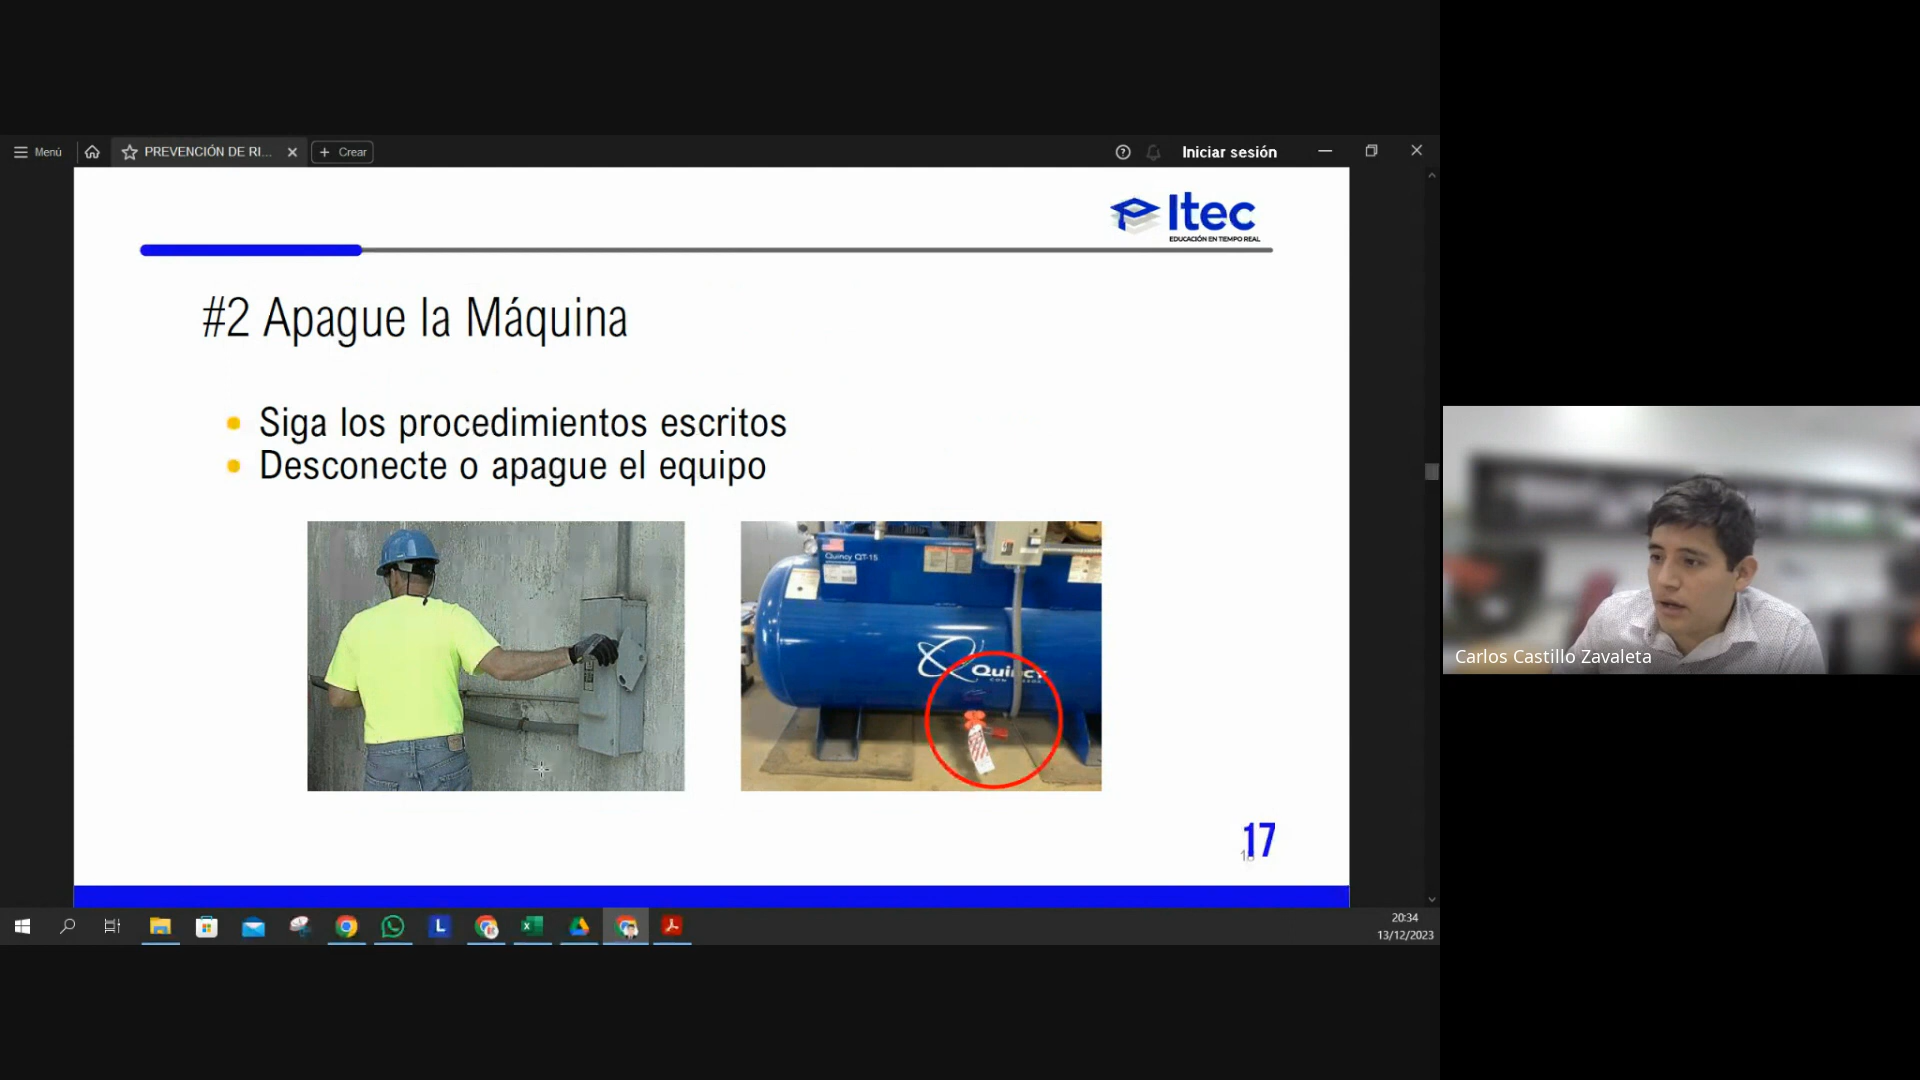 Menú
PREVENCIÓN DE RI...
Crear
Iniciar sesión
Itec
EDUCACIÓN EN TIEMPO REAL
#2 Apague la Máquina
Siga los procedimientos escritos
Desconecte o apague el equipo
Quincy QT-15
Quincy
17
Carlos Castillo Zavaleta
20:34
13/12/2023